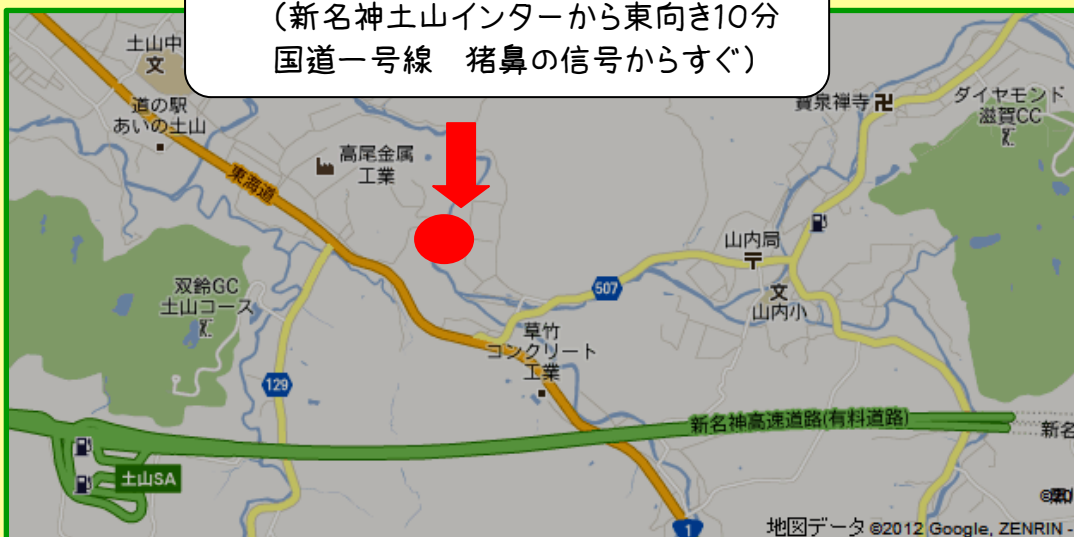 (新名神土山インターから東向き10分
国道一号線　猪鼻の信号からすぐ)
土山中
文
道の駅
あいの土山
東海道
高尾金属
工業
寶泉禅寺
ダイヤモンド
滋賀CC
山内局
文
山内小
507
双鈴GC
土山コース
草竹
コンクリート
工業
129
新名神高速道路(有料道路)
新名
土山SA
1
地図データ ©2012 Google, ZENRIN -